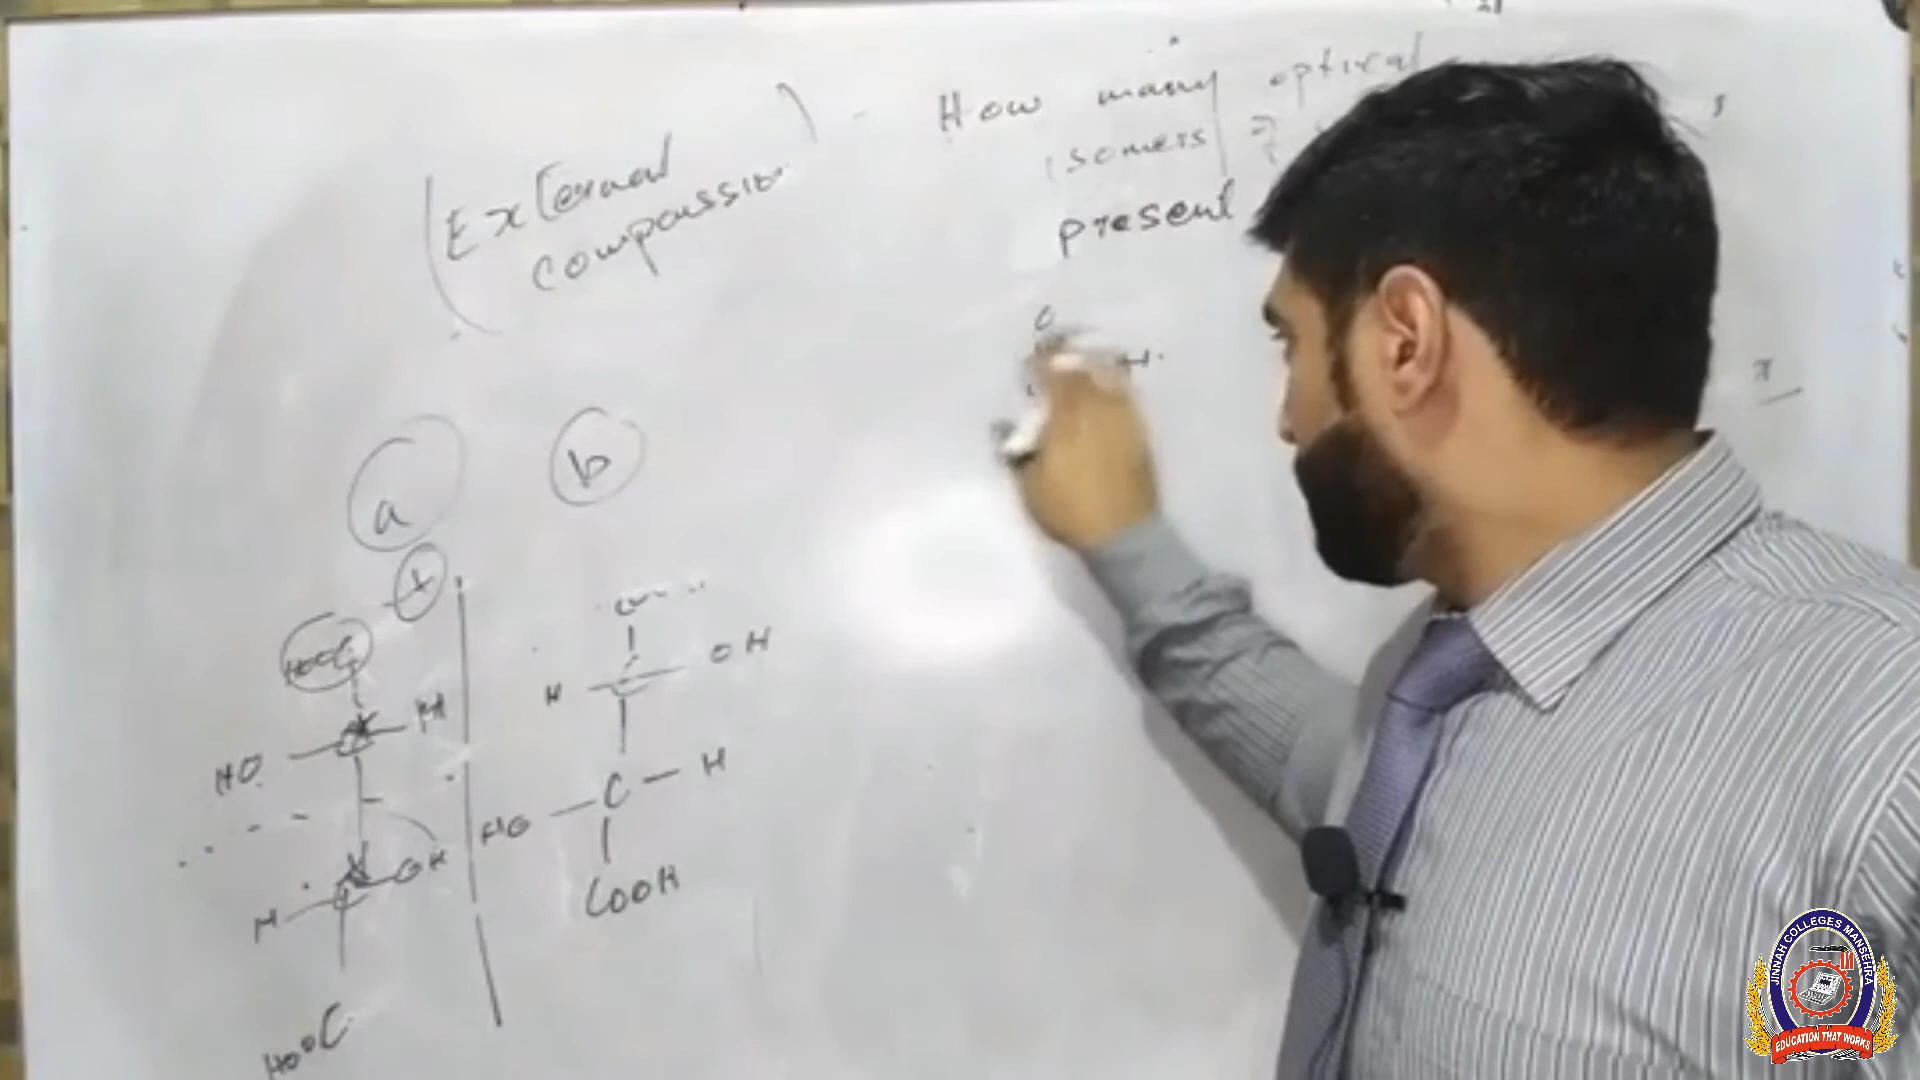 How many optical
isomers
present
(External
compassion)
a
b
+
HOOC
OH
H
H
HO
C
H
HO
H
OH
COOH
HOOC
JINNAH COLLEGES MANSEHRA
EDUCATION THAT WORKS